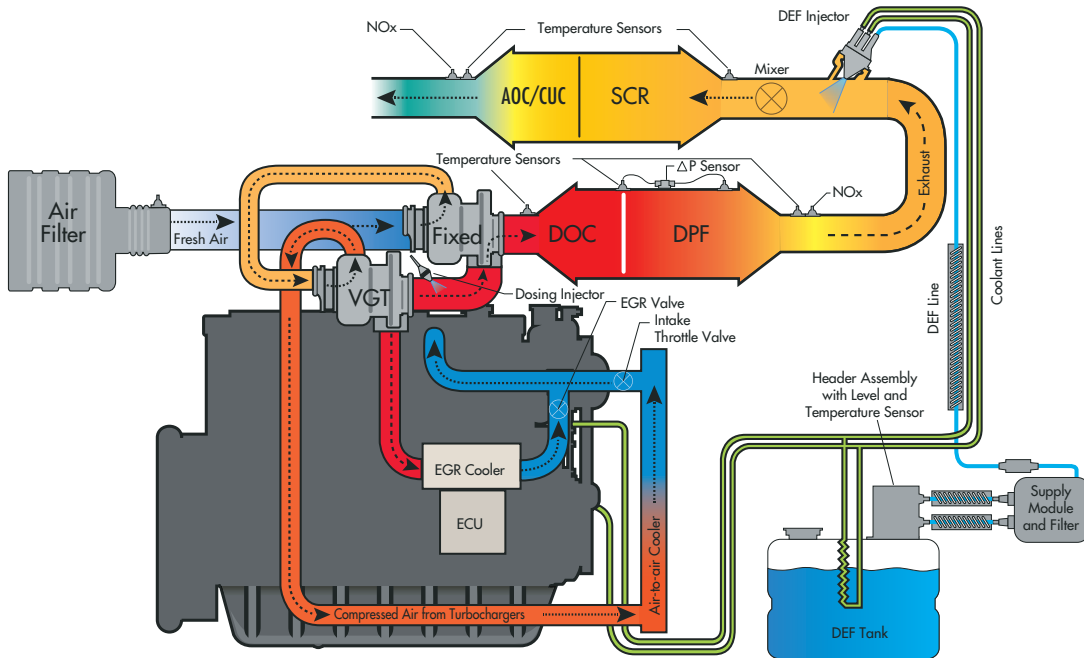 DEF Injector
NOx
Temperature Sensors
Mixer
AOC/CUC
SCR
Temperature Sensors
△P Sensor
NOx
Exhaust
Air
Filter
Fresh Air
Fixed
DOC
DPF
VGT
Dosing Injector
EGR Valve
Intake
Throttle Valve
DEF Line
Coolant Lines
Header Assembly
with Level and
Temperature Sensor
EGR Cooler
ECU
Air-to-air Cooler
Supply
Module
and Filter
Compressed Air from Turbochargers
DEF Tank